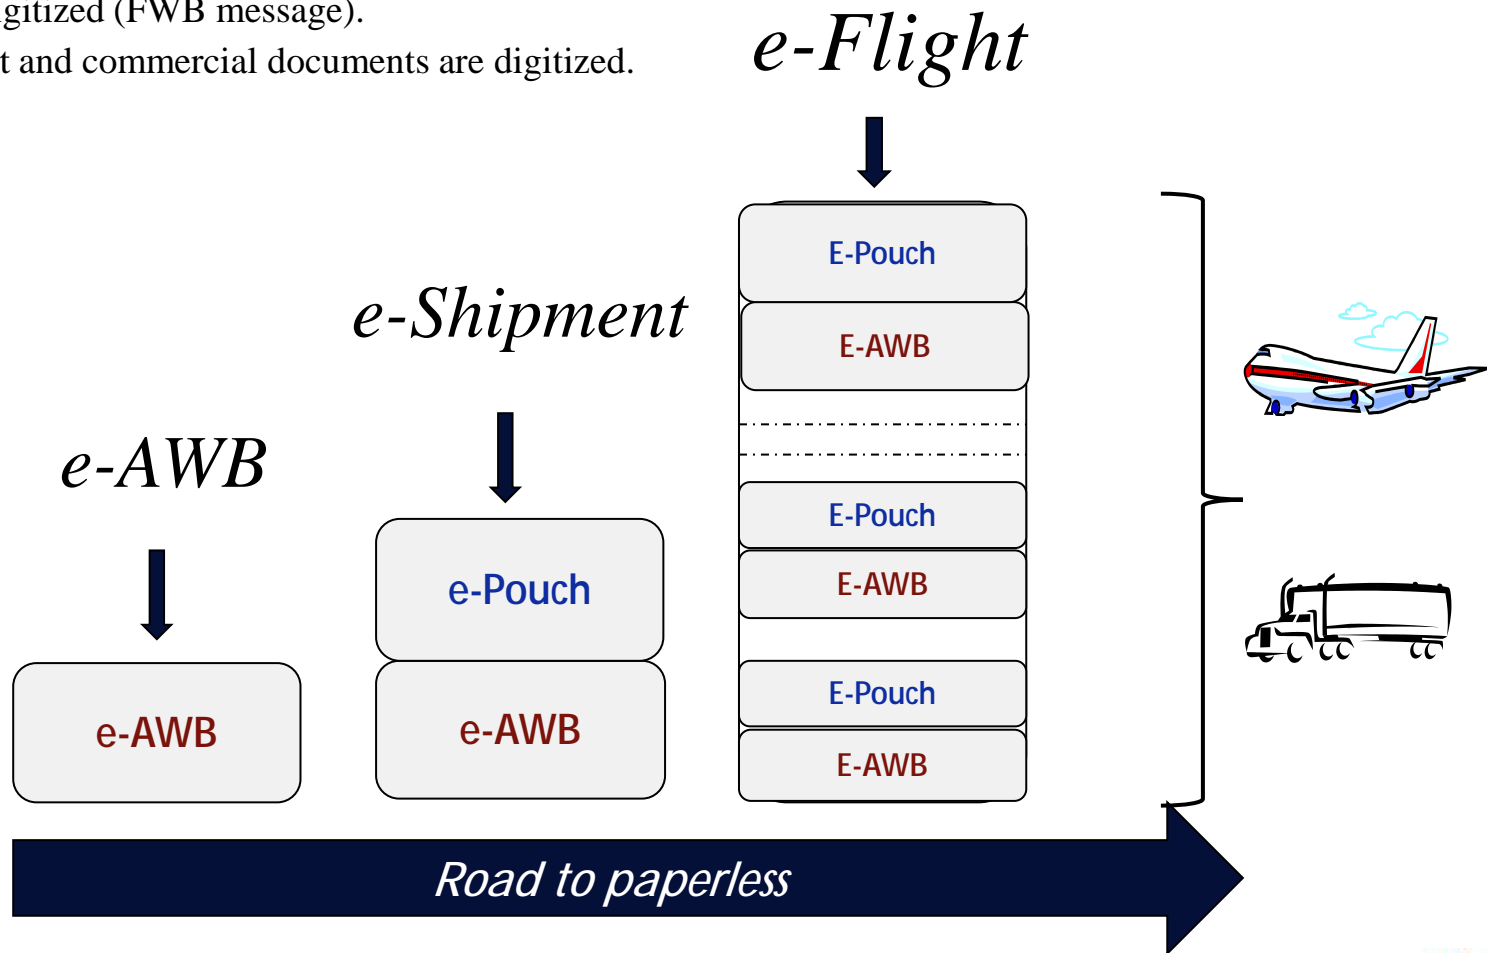 igitized (FWB message).
t and commercial documents are digitized.
e-Flight
E-Pouch
E-AWB
e-Shipment
e-AWB
E-Pouch
e-Pouch
E-AWB
E-Pouch
e-AWB
e-AWB
E-AWB
Road to paperless